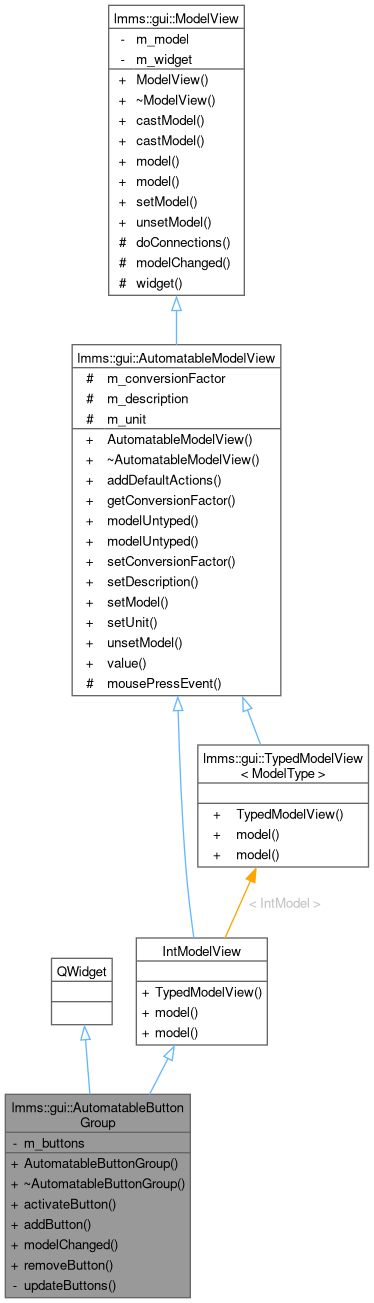 lmms::gui::ModelView
- m_model
- m_widget
+ ModelView()
+ ~ModelView()
+ castModel()
+ castModel()
+ model()
+ model()
+ setModel()
+ unsetModel()
# doConnections()
# modelChanged()
# widget()
lmms::gui::AutomatableModelView
# m_conversionFactor
# m_description
# m_unit
+ AutomatableModelView()
+ ~AutomatableModelView()
+ addDefaultActions()
+ getConversionFactor()
+ modelUntyped()
+ modelUntyped()
+ setConversionFactor()
+ setDescription()
+ setModel()
+ setUnit()
+ unsetModel()
+ value()
# mousePressEvent()
lmms::gui::TypedModelView
< ModelType >
+ TypedModelView()
+ model()
+ model()
< IntModel >
IntModelView
+ TypedModelView()
+ model()
+ model()
QWidget
lmms::gui::AutomatableButton
Group
- m_buttons
+ AutomatableButtonGroup()
+ ~AutomatableButtonGroup()
+ activateButton()
+ addButton()
+ modelChanged()
+ removeButton()
- updateButtons()